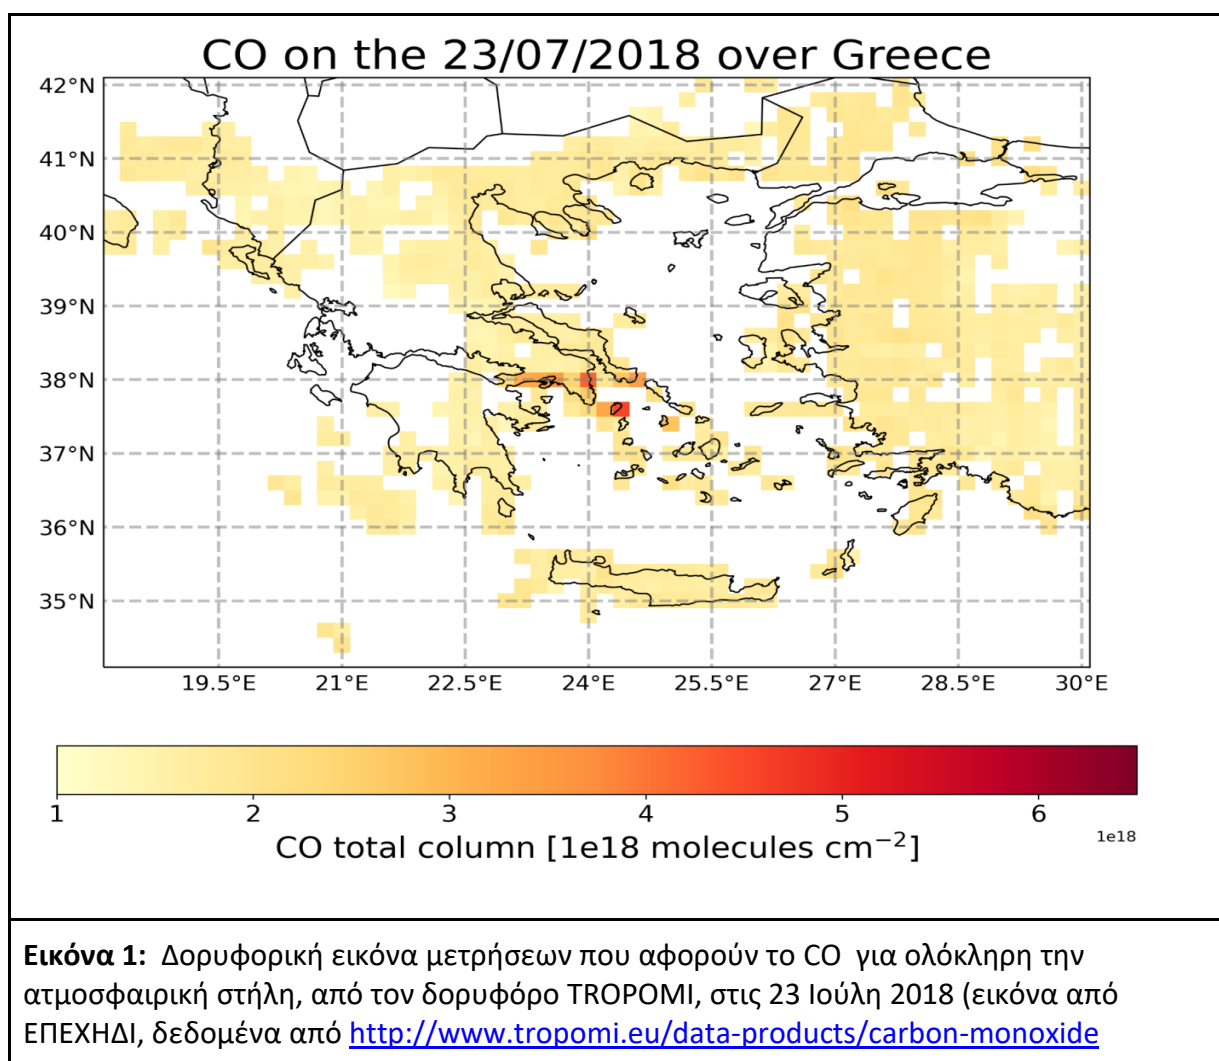 CO on the 23/07/2018 over Greece
42°N
41°N
40°N
39°N
38°N
37°N
36°N
35°N
19.5°E 21°E 22.5°E 24°E 25.5°E 27°E 28.5°E 30°E
1 2 3 4 5 6
1e18
CO total column [1e18 molecules cm⁻²]
Εικόνα 1: Δορυφορική εικόνα μετρήσεων που αφορούν το CO για ολόκληρη την
ατμοσφαιρική στήλη, από τον δορυφόρο TROPOMI, στις 23 Ιούλη 2018 (εικόνα από
ΕΠΕΧΗΔΙ, δεδομένα από http://www.tropomi.eu/data-products/carbon-monoxide